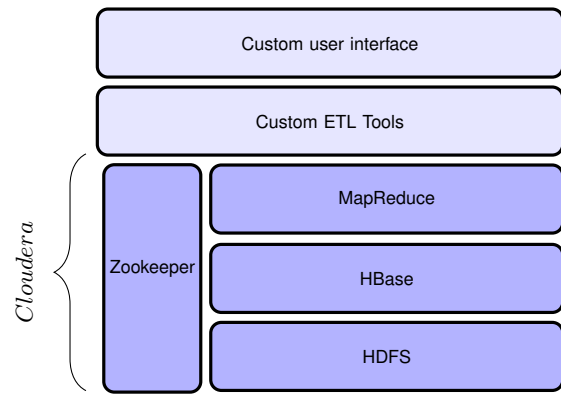 Custom user interface
Custom ETL Tools
Cloudera
Zookeeper
MapReduce
HBase
HDFS